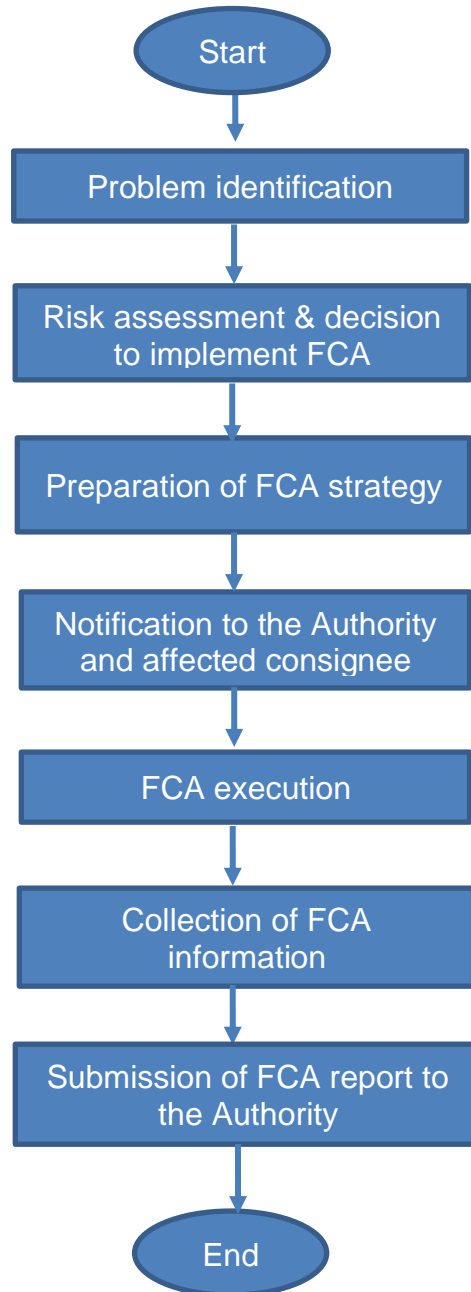 Start
Problem identification
Risk assessment & decision
to implement FCA
Preparation of FCA strategy
Notification to the Authority
and affected consignee
FCA execution
Collection of FCA
information
Submission of FCA report to
the Authority
End